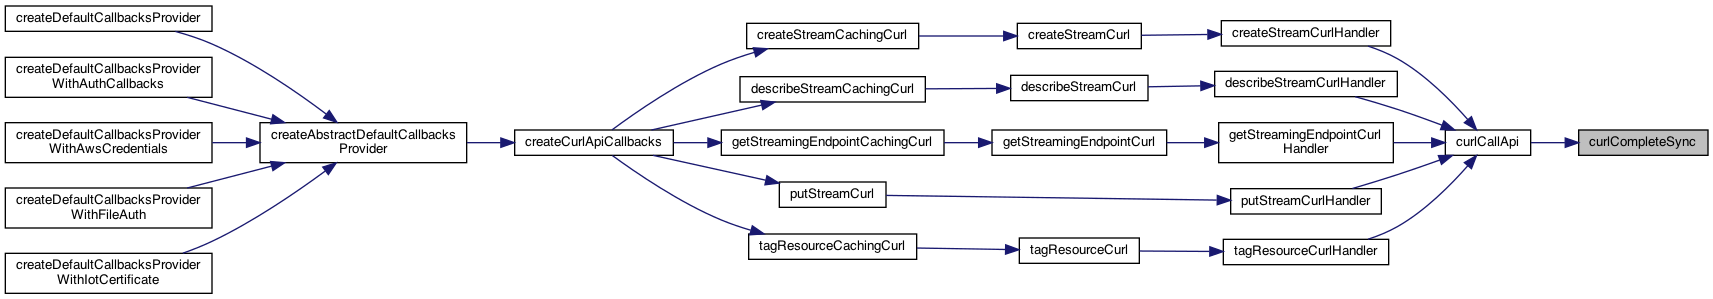 createDefaultCallbacksProvider
createDefaultCallbacksProvider
WithAuthCallbacks
createDefaultCallbacksProvider
WithAwsCredentials
createDefaultCallbacksProvider
WithFileAuth
createDefaultCallbacksProvider
WithIotCertificate
createAbstractDefaultCallbacks
Provider
createCurlApiCallbacks
createStreamCachingCurl
describeStreamCachingCurl
getStreamingEndpointCachingCurl
putStreamCurl
tagResourceCachingCurl
createStreamCurl
describeStreamCurl
getStreamingEndpointCurl
tagResourceCurl
createStreamCurlHandler
describeStreamCurlHandler
getStreamingEndpointCurl
Handler
putStreamCurlHandler
tagResourceCurlHandler
curlCallApi
curlCompleteSync